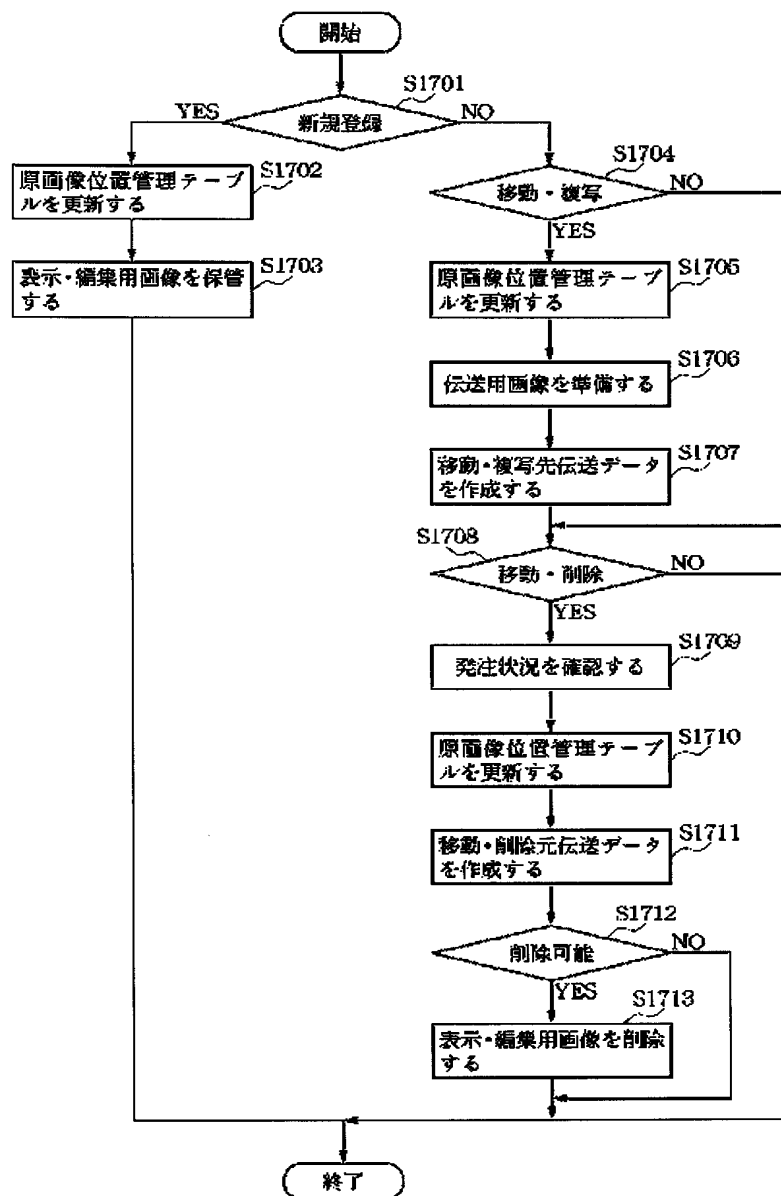 開始
S1701
YES
新規登録
NO
S1702
原画像位置管理テーブ
ルを更新する
S1703
表示・編集用画像を保管
する
S1704
移動・複写
NO
YES
S1705
原画像位置管理テーブ
ルを更新する
S1706
伝送用画像を準備する
S1707
移動・複写先伝送データ
を作成する
S1708
移動・削除
NO
YES
S1709
発注状況を確認する
S1710
原画像位置管理テーブ
ルを更新する
S1711
移動・削除元伝送データ
を作成する
S1712
削除可能
NO
YES
S1713
表示・編集用画像を削除
する
終了